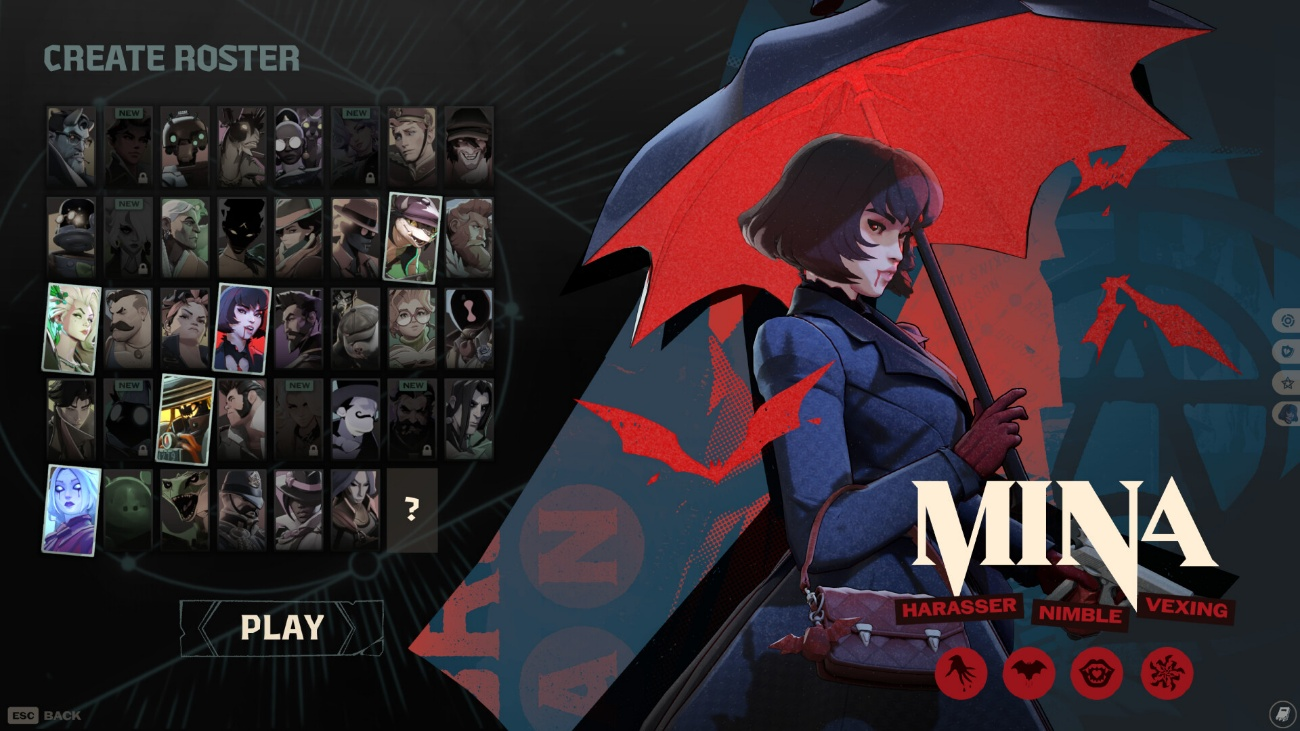 CREATE ROSTER
NEW
NEW
NEW
NEW
NEW
NEW
?
PLAY
ESC BACK
MINA
HARASSER
NIMBLE
VEXING